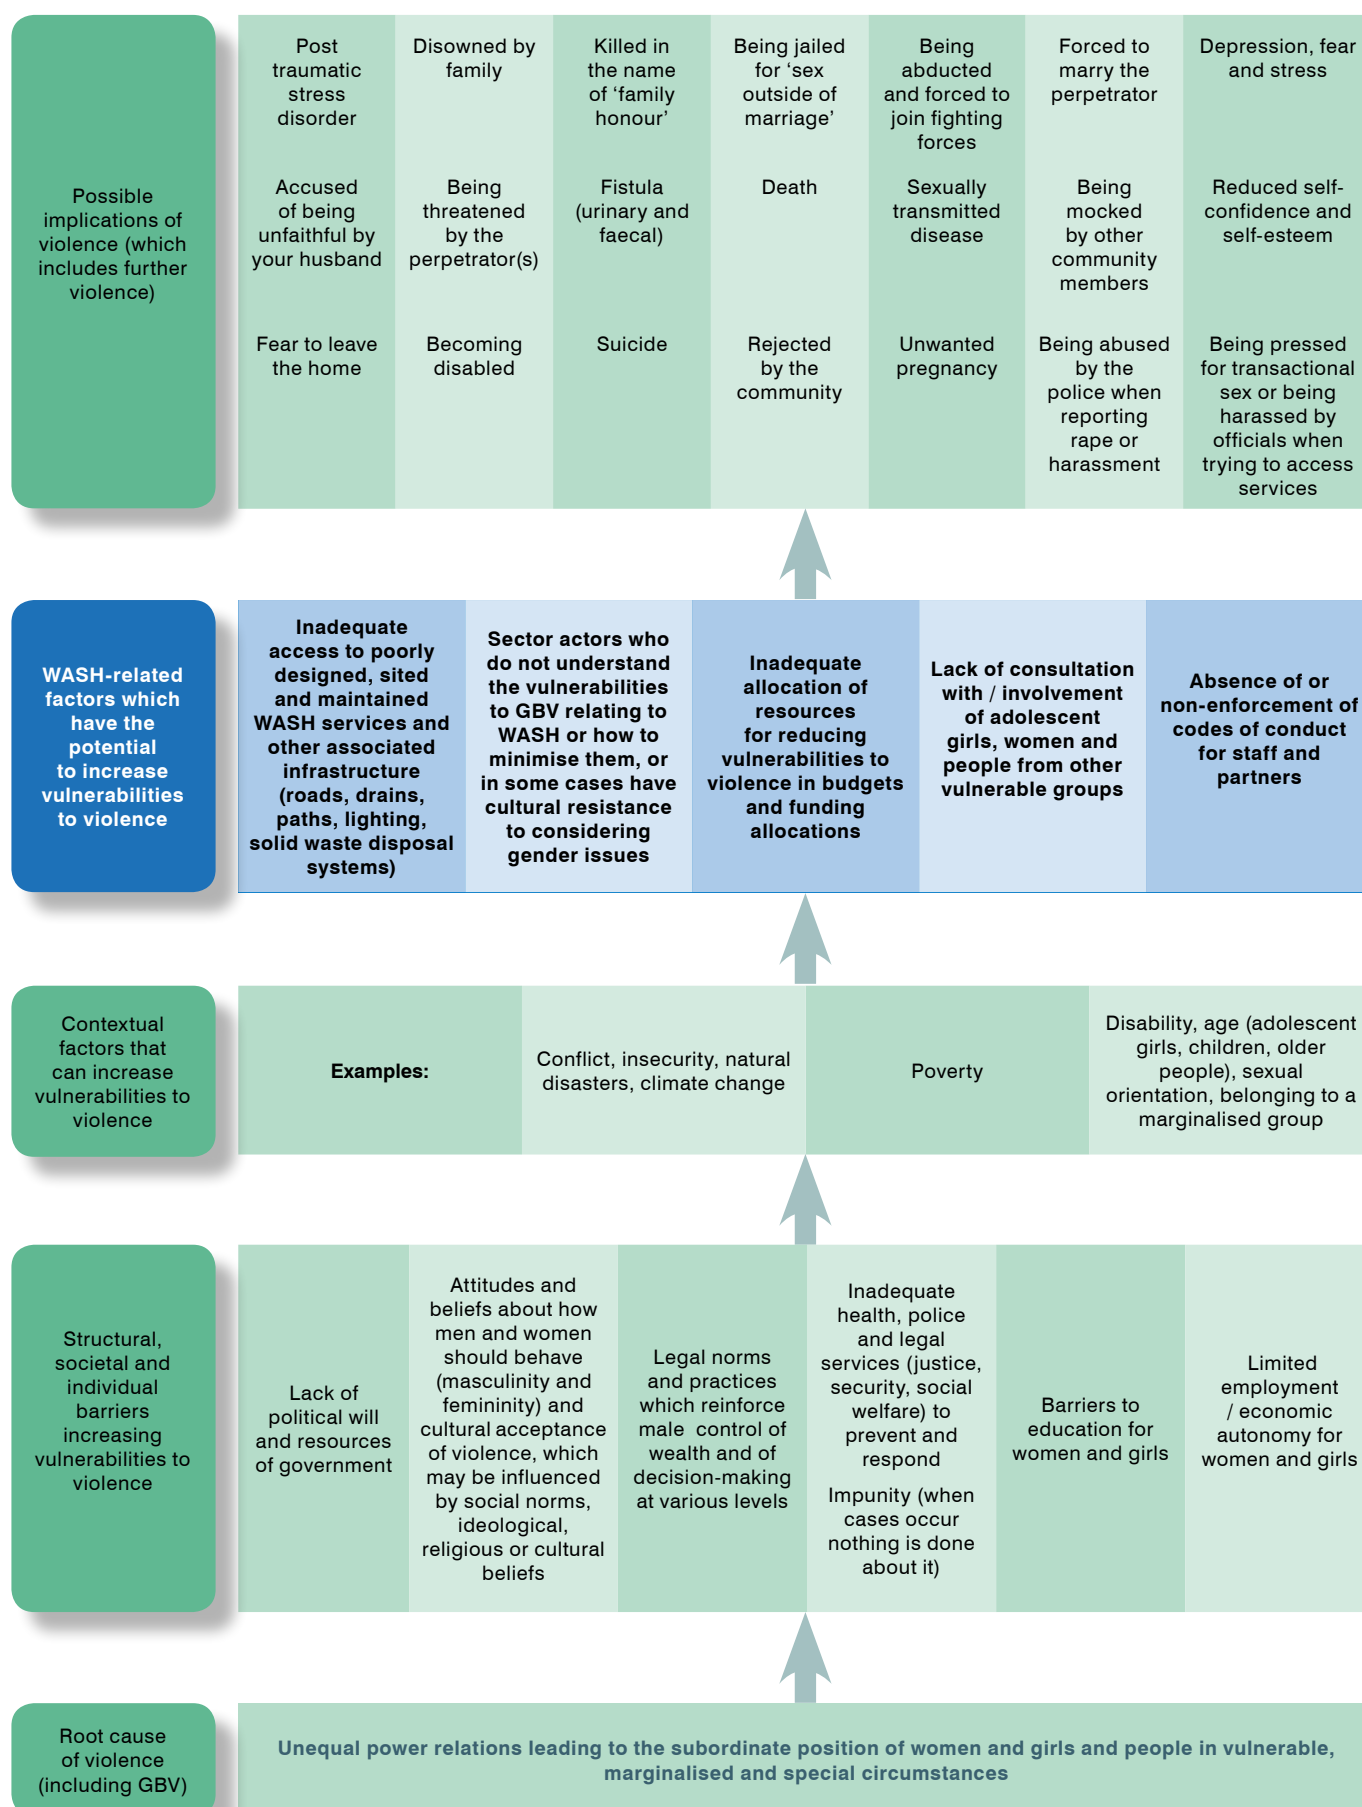 Possible
implications of
violence (which
includes further
violence)
Post
traumatic
stress
disorder
Disowned by
family
Killed in
the name
of ‘family
honour’
Being jailed
for ‘sex
outside of
marriage’
Being
abducted
and forced to
join fighting
forces
Forced to
marry the
perpetrator
Depression, fear
and stress
Accused
of being
unfaithful by
your husband
Being
threatened
by the
perpetrator(s)
Fistula
(urinary and
faecal)
Death
Sexually
transmitted
disease
Being
mocked
by other
community
members
Reduced self-
confidence and
self-esteem
Fear to leave
the home
Becoming
disabled
Suicide
Rejected
by the
community
Unwanted
pregnancy
Being abused
by the
police when
reporting
rape or
harassment
Being pressed
for transactional
sex or being
harassed by
officials when
trying to access
services
WASH-related
factors which
have the
potential
to increase
vulnerabilities
to violence
Inadequate
access to poorly
designed, sited
and maintained
WASH services and
other associated
infrastructure
(roads, drains,
paths, lighting,
solid waste disposal
systems)
Sector actors who
do not understand
the vulnerabilities
to GBV relating to
WASH or how to
minimise them, or
in some cases have
cultural resistance
to considering
gender issues
Inadequate
allocation of
resources
for reducing
vulnerabilities to
violence in budgets
and funding
allocations
Lack of consultation
with / involvement
of adolescent
girls, women and
people from other
vulnerable groups
Absence of or
non-enforcement of
codes of conduct
for staff and
partners
Contextual
factors that
can increase
vulnerabilities to
violence
Examples:
Conflict, insecurity, natural
disasters, climate change
Poverty
Disability, age (adolescent
girls, children, older
people), sexual
orientation, belonging to a
marginalised group
Structural,
societal and
individual
barriers
increasing
vulnerabilities to
violence
Lack of
political will
and resources
of government
Attitudes and
beliefs about how
men and women
should behave
(masculinity and
femininity) and
cultural acceptance
of violence, which
may be influenced
by social norms,
ideological,
religious or cultural
beliefs
Legal norms
and practices
which reinforce
male control of
wealth and of
decision-making
at various levels
Inadequate
health, police
and legal
services (justice,
security, social
welfare) to
prevent and
respond
Impunity (when
cases occur
nothing is done
about it)
Barriers to
education for
women and girls
Limited
employment
/ economic
autonomy for
women and girls
Root cause
of violence
(including GBV)
Unequal power relations leading to the subordinate position of women and girls and people in vulnerable,
marginalised and special circumstances